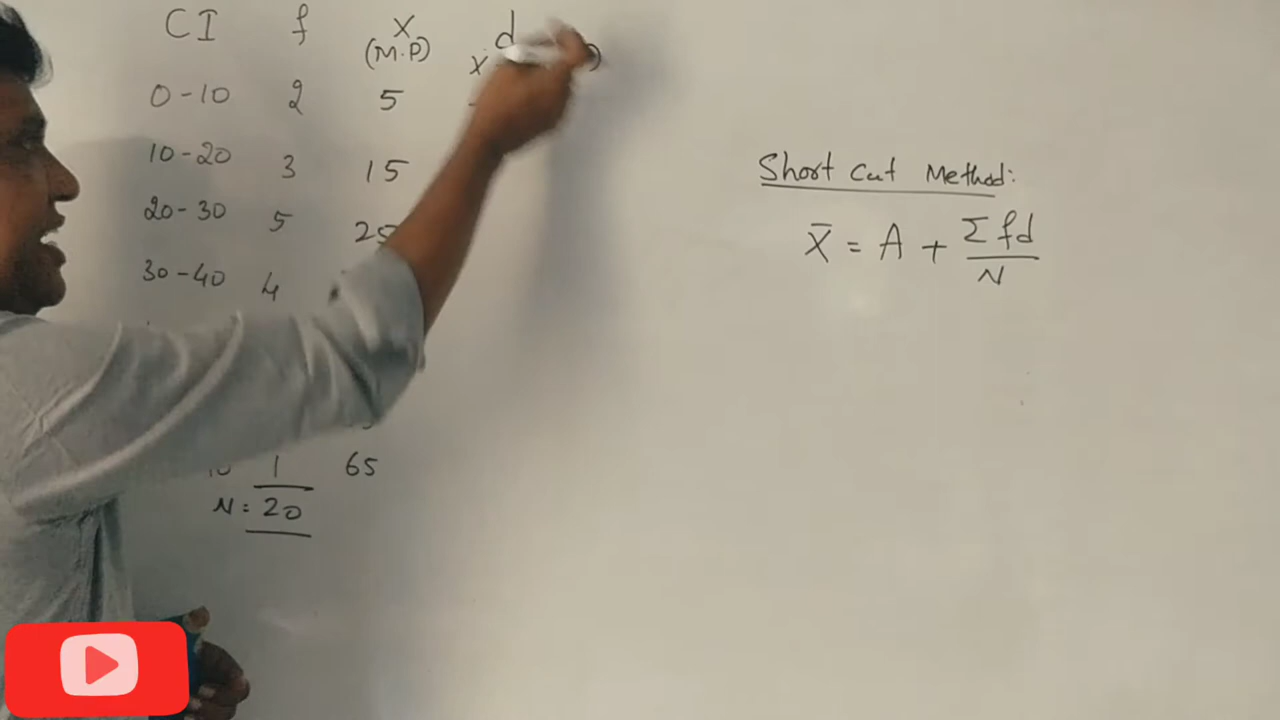 CI f X d
(M.P) X
0-10 2 5
10-20 3 15
20-30 5 25
30-40 4
1 65
N = 20
Short Cut Method:
X̄ = A + Σfd / N